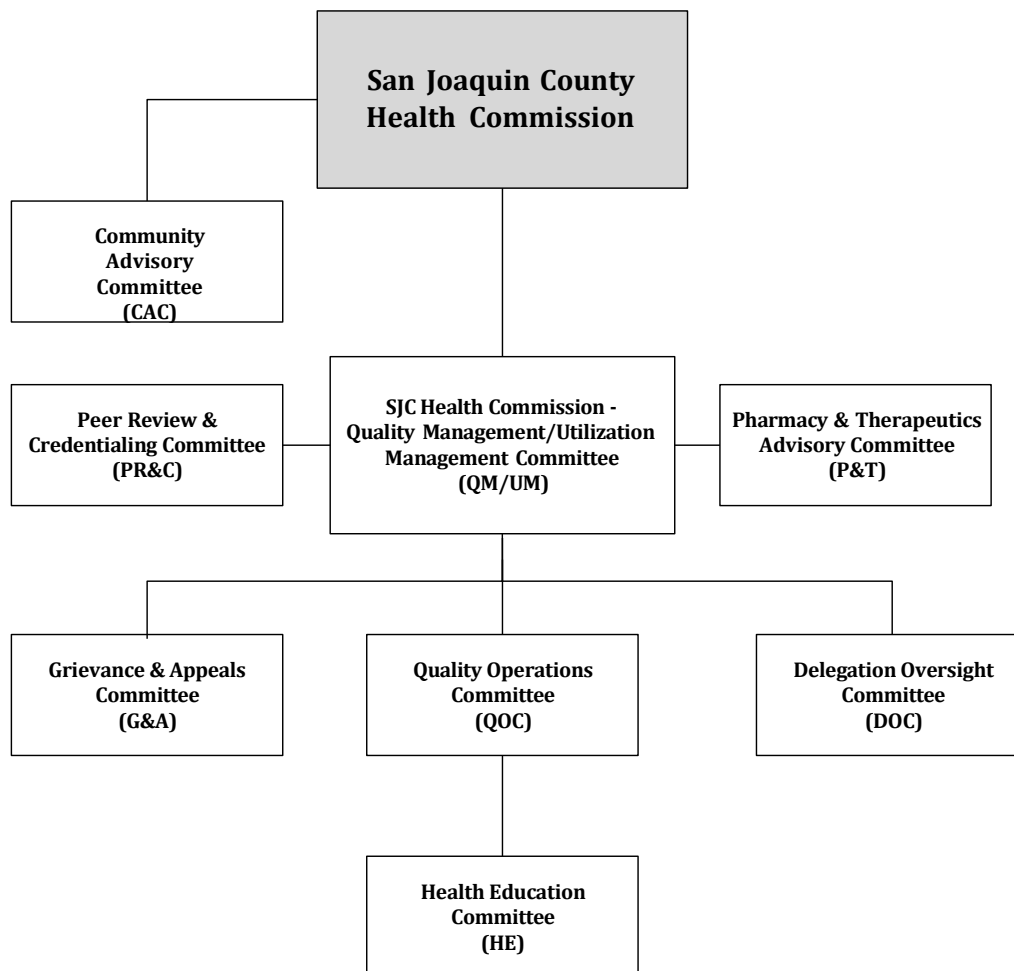 San Joaquin County
Health Commission
Community
Advisory
Committee
(CAC)
Peer Review &
Credentialing Committee
(PR&C)
SJC Health Commission -
Quality Management/Utilization
Management Committee
(QM/UM)
Pharmacy & Therapeutics
Advisory Committee
(P&T)
Grievance & Appeals
Committee
(G&A)
Quality Operations
Committee
(QOC)
Delegation Oversight
Committee
(DOC)
Health Education
Committee
(HE)